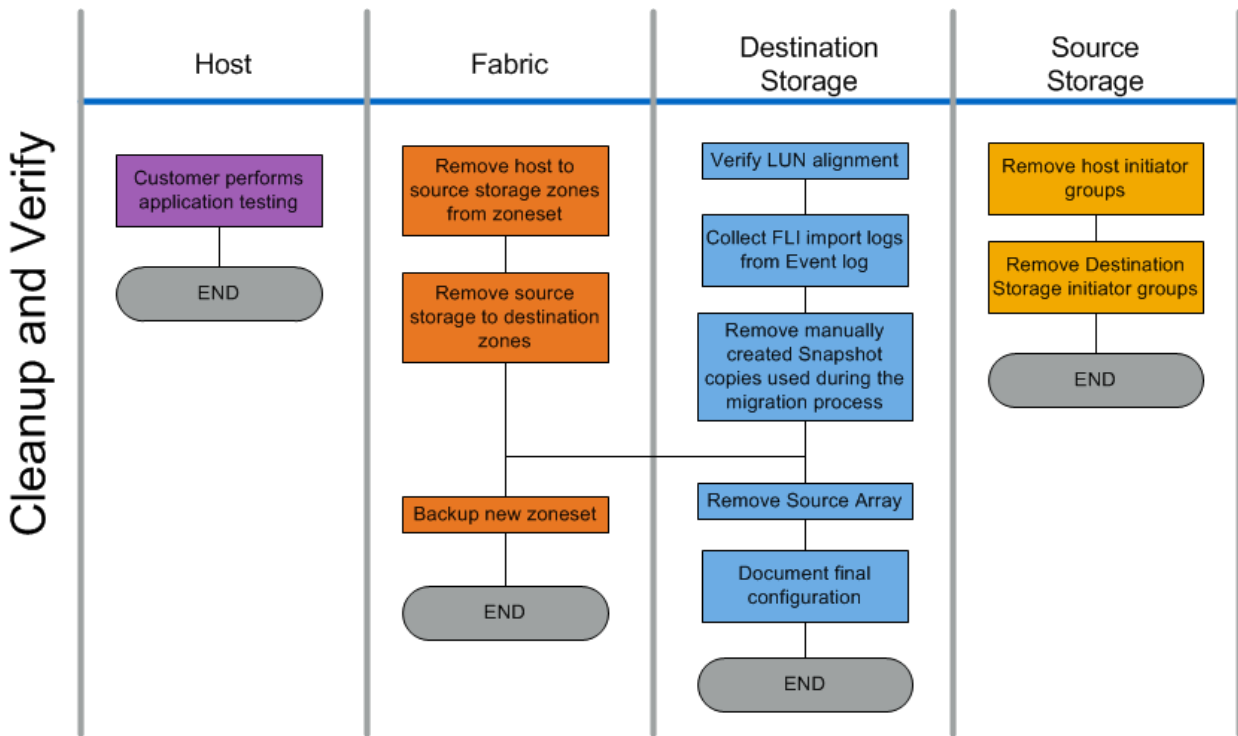 Cleanup and Verify
Host
Customer performs
application testing
END
Fabric
Remove host to
source storage zones
from zoneset
Remove source
storage to destination
zones
Backup new zoneset
END
Destination
Storage
Verify LUN alignment
Collect FLI import logs
from Event log
Remove manually
created Snapshot
copies used during the
migration process
Remove Source Array
Document final
configuration
END
Source
Storage
Remove host initiator
groups
Remove Destination
Storage initiator groups
END